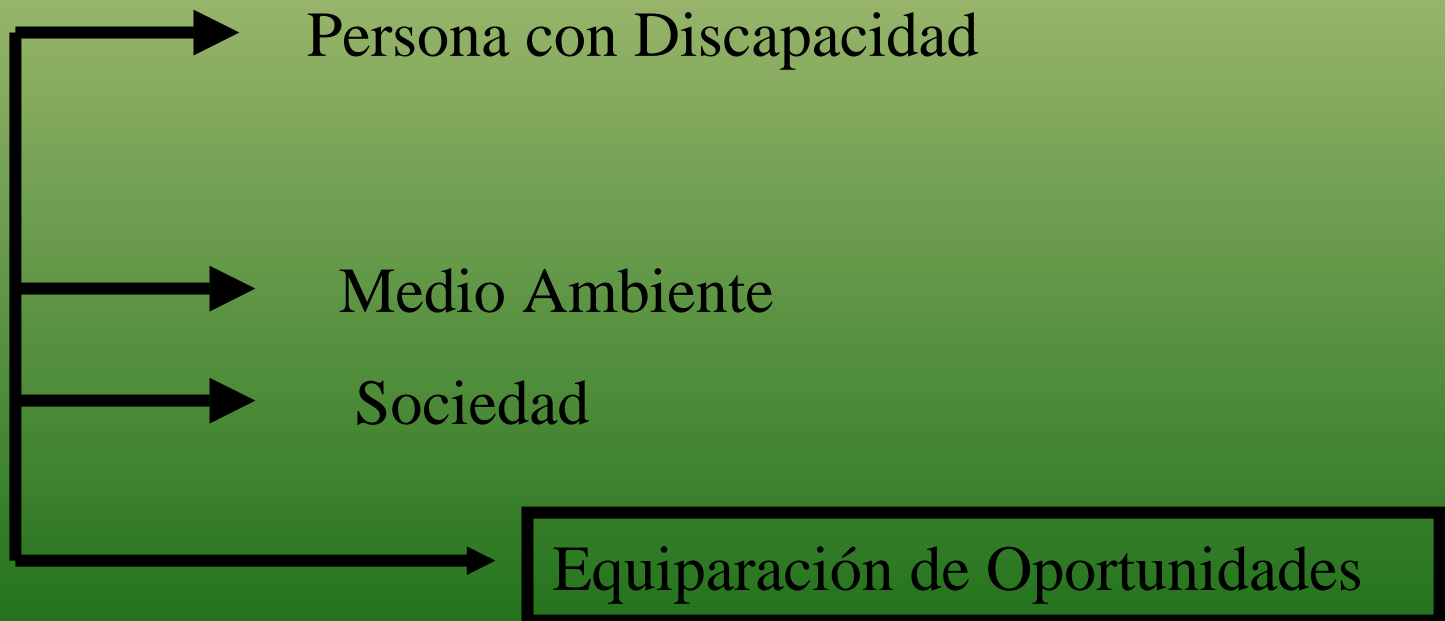 Persona con Discapacidad
Medio Ambiente
Sociedad
Equiparación de Oportunidades